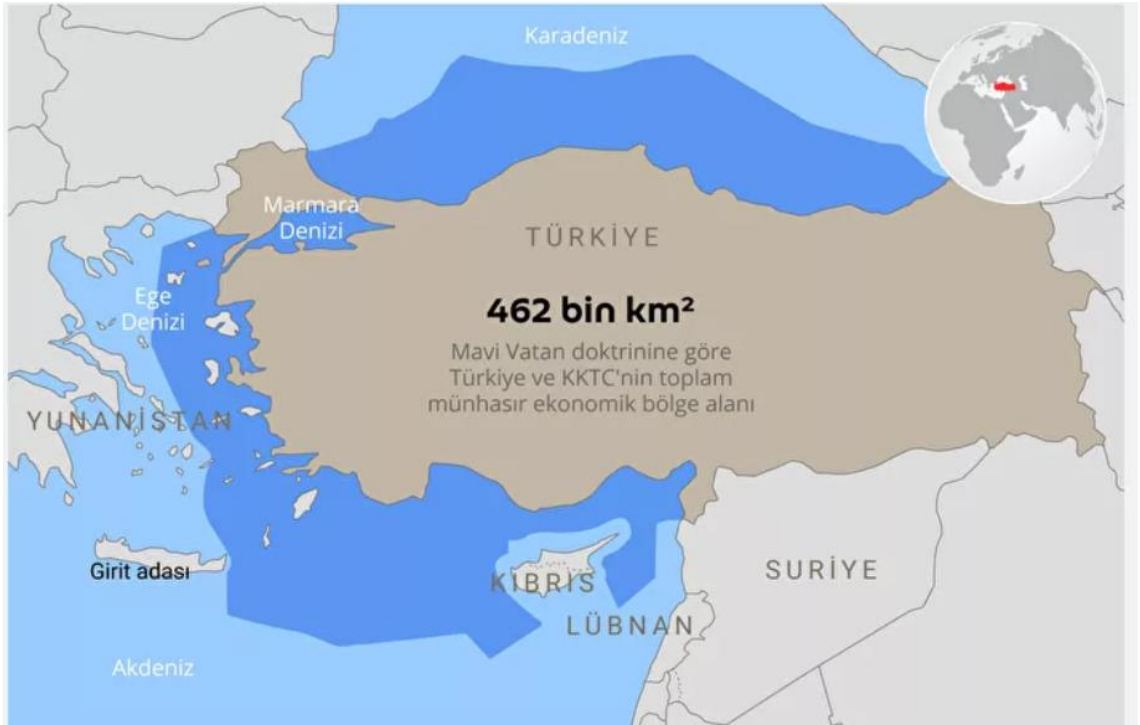 Karadeniz
Marmara
Denizi
TÜRKİYE
Ege
Denizi
462 bin km²
Mavi Vatan doktrinine göre
Türkiye ve KKTC'nin toplam
münhasır ekonomik bölge alanı
YUNANİSTAN
Girit adası
KIBRIS
SURİYE
LÜBNAN
Akdeniz